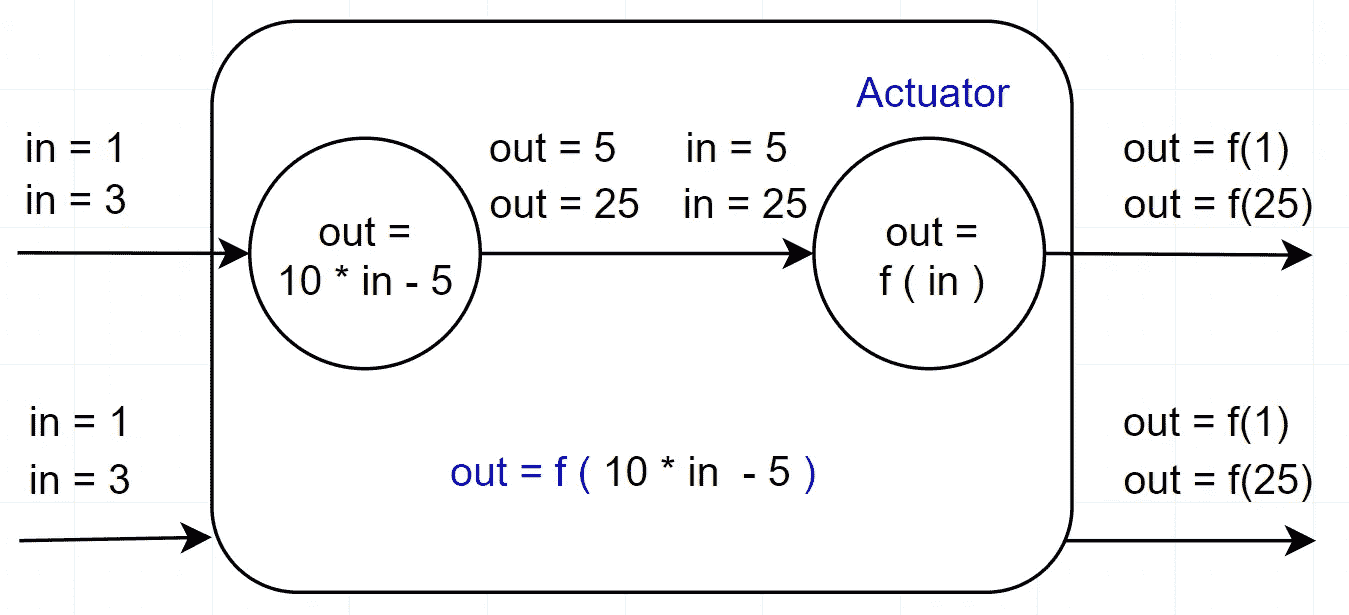 Actuator
in = 1
in = 3
out = 5
out = 25
in = 5
in = 25
out = f(1)
out = f(25)
out =
10 * in - 5
out =
f ( in )
in = 1
in = 3
out = f ( 10 * in - 5 )
out = f(1)
out = f(25)